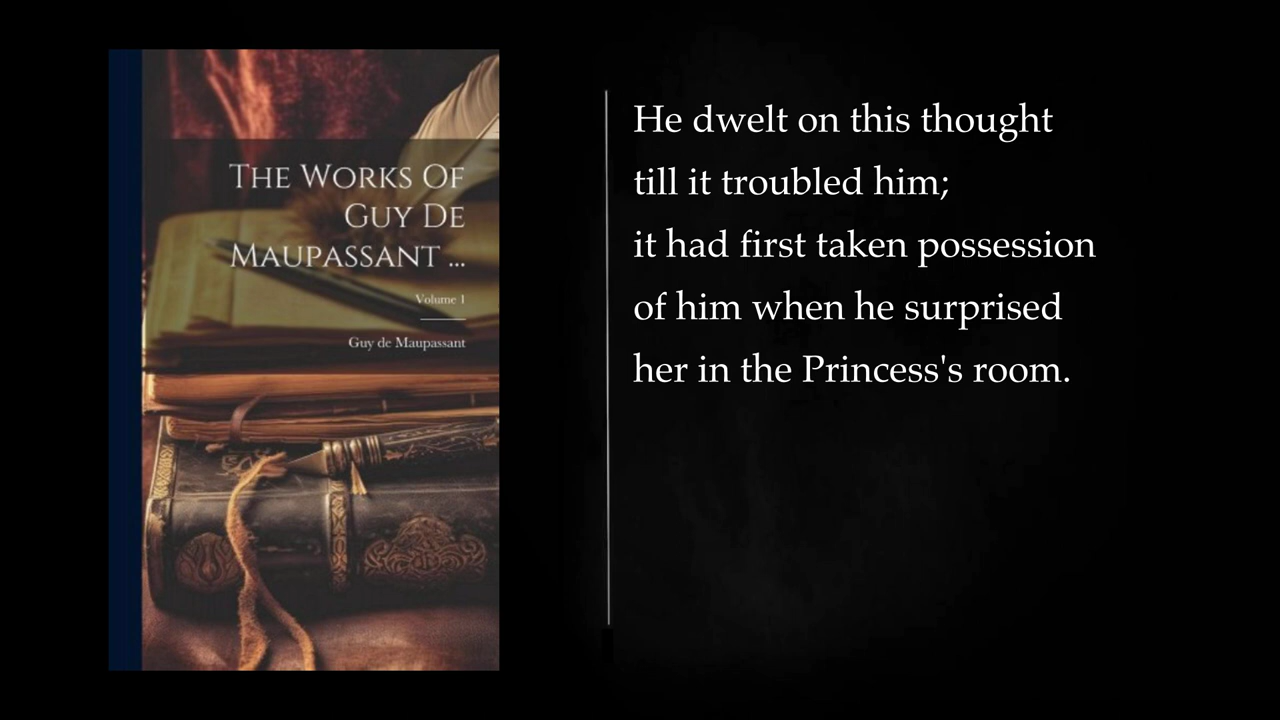 The Works Of
Guy De
Maupassant ...
Volume 1
Guy de Maupassant
He dwelt on this thought
till it troubled him;
it had first taken possession
of him when he surprised
her in the Princess's room.